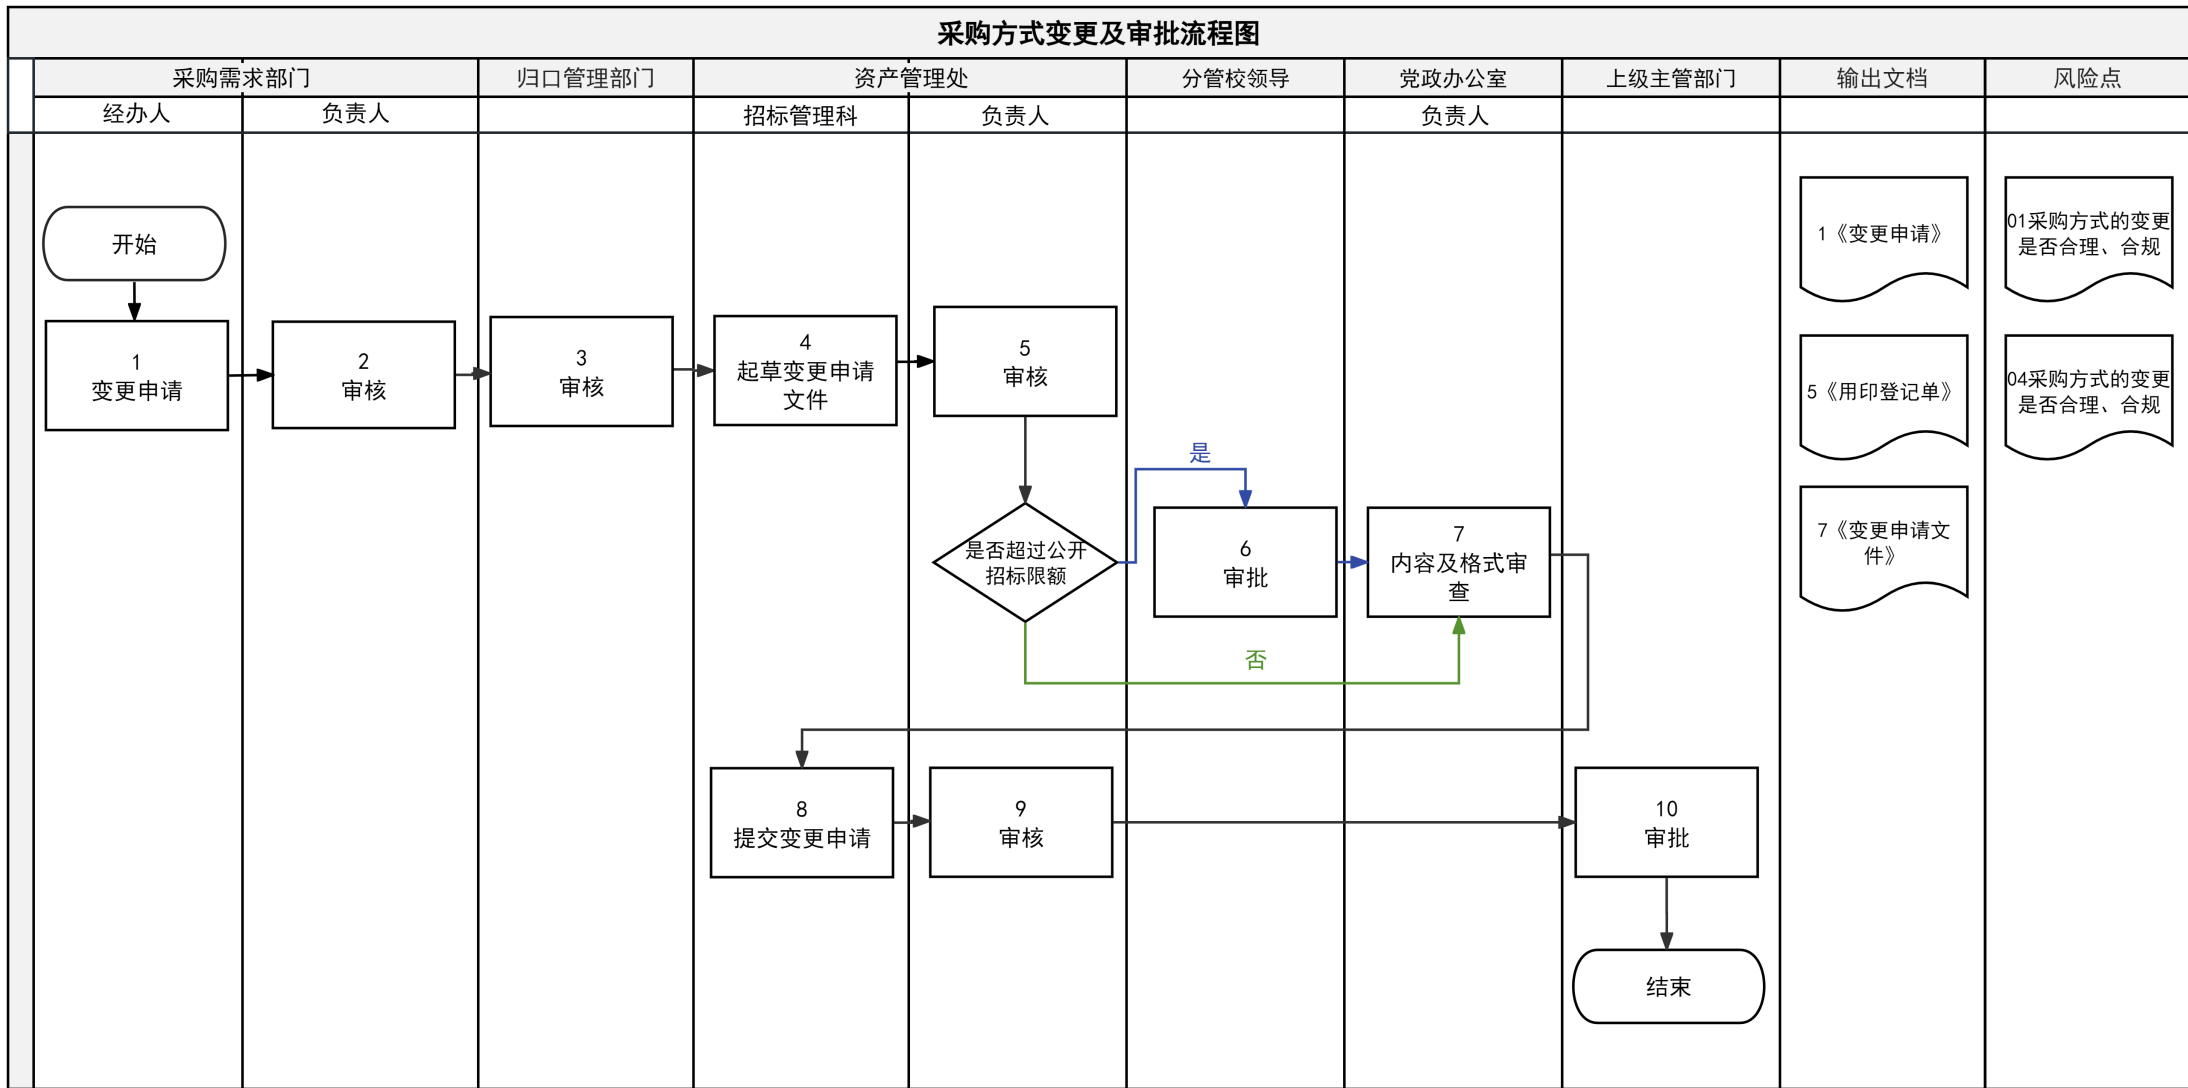 采购方式变更及审批流程图
采购需求部门
归口管理部门
资产管理处
分管校领导
党政办公室
上级主管部门
输出文档
风险点
经办人
负责人
招标管理科
负责人
负责人
开始
1
变更申请
2
审核
3
审核
4
起草变更申请
文件
5
审核
是否超过公开
招标限额
是
否
6
审批
7
内容及格式审
查
8
提交变更申请
9
审核
10
审批
结束
1《变更申请》
5《用印登记单》
7《变更申请文
件》
01采购方式的变更
是否合理、合规
04采购方式的变更
是否合理、合规